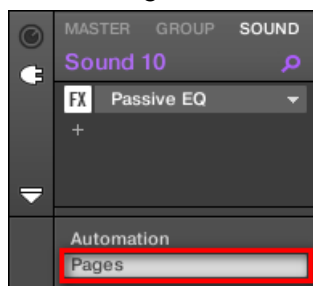 MASTER GROUP SOUND
Sound 10
FX Passive EQ
+
Automation
Pages